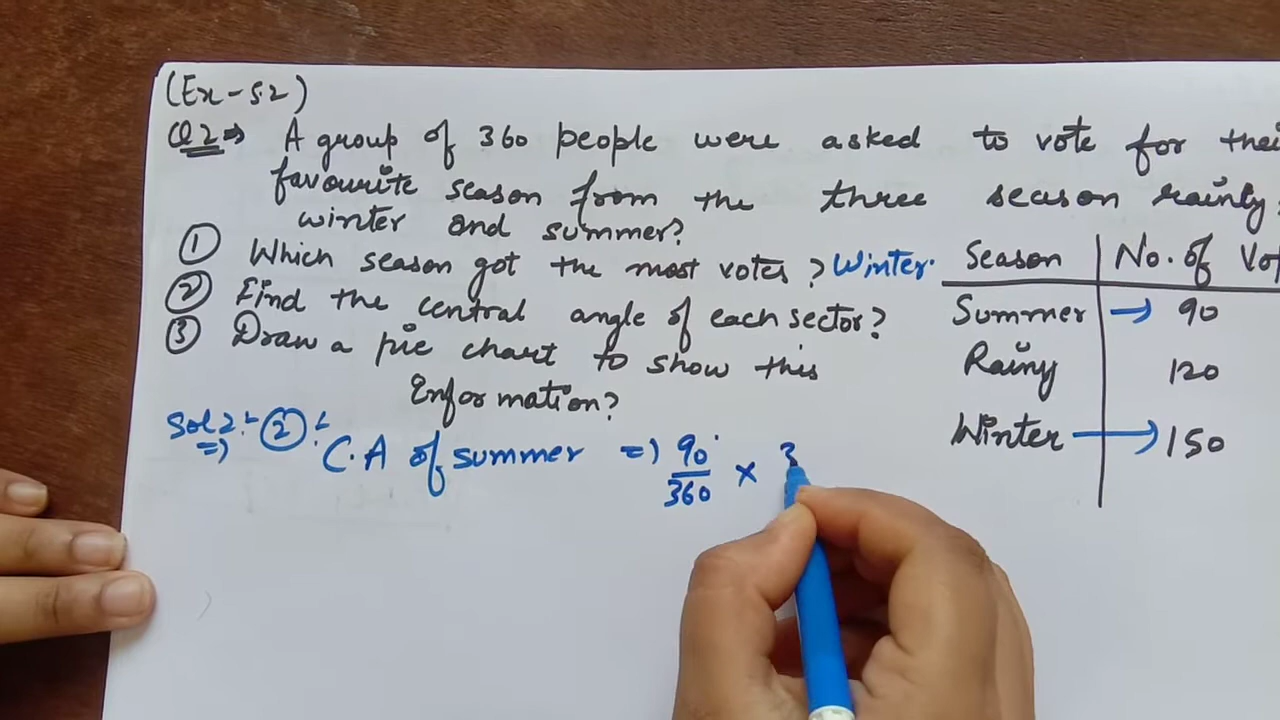 (Ex-5.2)
Q2⇒ A group of 360 people were asked to vote for thei
favourite season from the three season rainy,
winter and summer?
① Which season got the most votes? Winter.
② Find the central angle of each sector?
③ Draw a pie chart to show this
Information?
Season No. of Vot
Summer → 90
Rainy 120
Winter → 150
Sol2:- ②:-
=> C.A of summer => 90/360 × 3